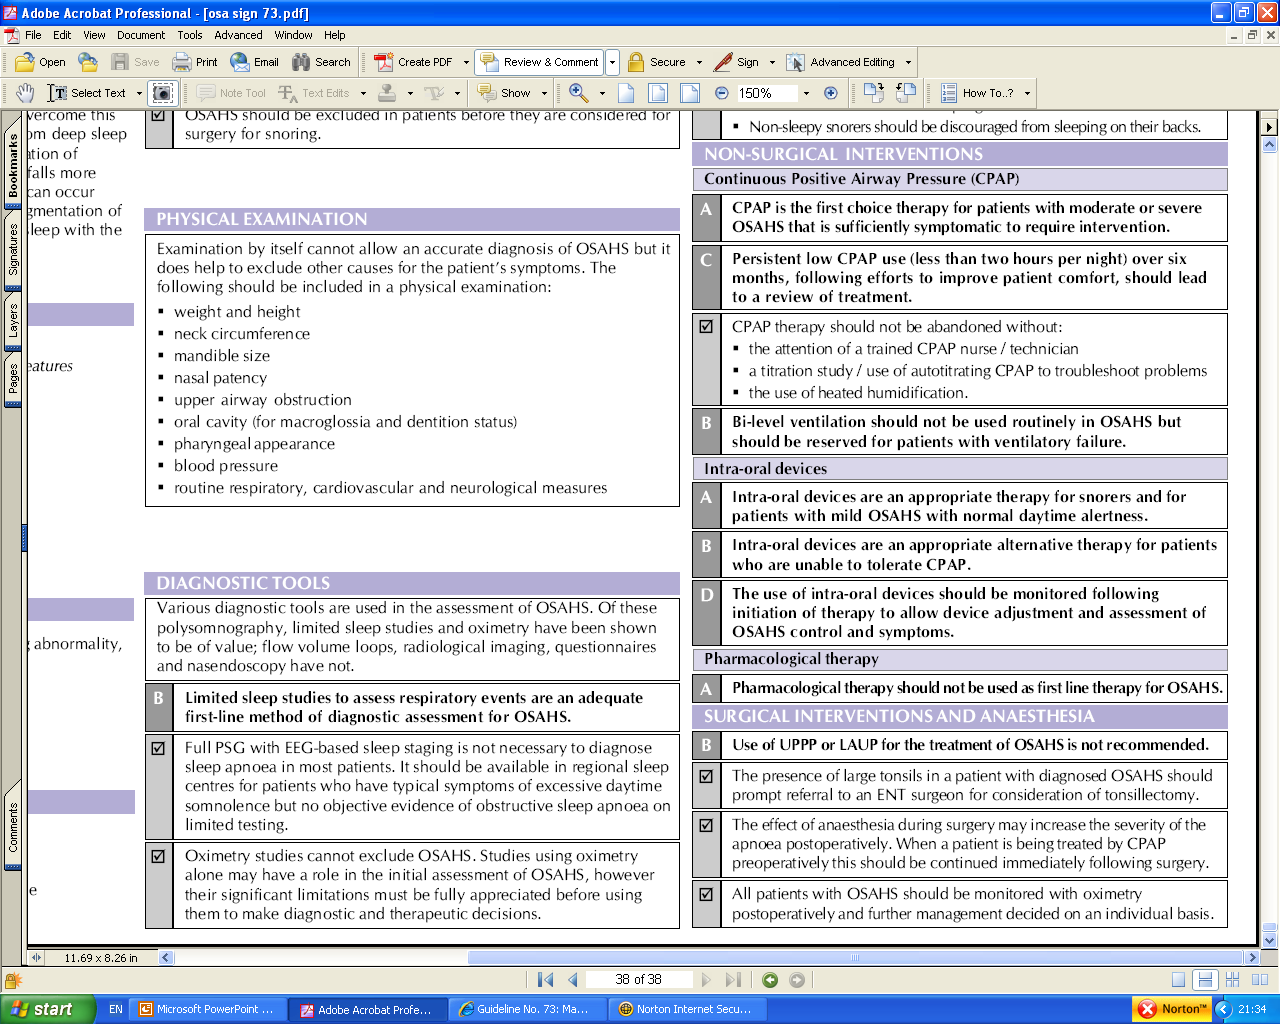 Adobe Acrobat Professional - [osa sign 73.pdf]
File Edit View Document Tools Advanced Window Help
Open Save Print Email Search Create PDF Review & Comment Secure Sign Advanced Editing
Select Text Note Tool Text Edits Show 150% How To..?
Bookmarks
Signatures
Layers
Pages
Comments
vercome this
om deep sleep
ation of
falls more
can occur
gmentation of
leep with the
eatures
abnormality,
e
OSAHS should be excluded in patients before they are considered for
surgery for snoring.
PHYSICAL EXAMINATION
Examination by itself cannot allow an accurate diagnosis of OSAHS but it
does help to exclude other causes for the patient's symptoms. The
following should be included in a physical examination:
▪ weight and height
▪ neck circumference
▪ mandible size
▪ nasal patency
▪ upper airway obstruction
▪ oral cavity (for macroglossia and dentition status)
▪ pharyngeal appearance
▪ blood pressure
▪ routine respiratory, cardiovascular and neurological measures
DIAGNOSTIC TOOLS
Various diagnostic tools are used in the assessment of OSAHS. Of these
polysomnography, limited sleep studies and oximetry have been shown
to be of value; flow volume loops, radiological imaging, questionnaires
and nasendoscopy have not.
B Limited sleep studies to assess respiratory events are an adequate
first-line method of diagnostic assessment for OSAHS.
☑ Full PSG with EEG-based sleep staging is not necessary to diagnose
sleep apnoea in most patients. It should be available in regional sleep
centres for patients who have typical symptoms of excessive daytime
somnolence but no objective evidence of obstructive sleep apnoea on
limited testing.
☑ Oximetry studies cannot exclude OSAHS. Studies using oximetry
alone may have a role in the initial assessment of OSAHS, however
their significant limitations must be fully appreciated before using
them to make diagnostic and therapeutic decisions.
▪ Non-sleepy snorers should be discouraged from sleeping on their backs.
NON-SURGICAL INTERVENTIONS
Continuous Positive Airway Pressure (CPAP)
A CPAP is the first choice therapy for patients with moderate or severe
OSAHS that is sufficiently symptomatic to require intervention.
C Persistent low CPAP use (less than two hours per night) over six
months, following efforts to improve patient comfort, should lead
to a review of treatment.
☑ CPAP therapy should not be abandoned without:
▪ the attention of a trained CPAP nurse / technician
▪ a titration study / use of autotitrating CPAP to troubleshoot problems
▪ the use of heated humidification.
B Bi-level ventilation should not be used routinely in OSAHS but
should be reserved for patients with ventilatory failure.
Intra-oral devices
A Intra-oral devices are an appropriate therapy for snorers and for
patients with mild OSAHS with normal daytime alertness.
B Intra-oral devices are an appropriate alternative therapy for patients
who are unable to tolerate CPAP.
D The use of intra-oral devices should be monitored following
initiation of therapy to allow device adjustment and assessment of
OSAHS control and symptoms.
Pharmacological therapy
A Pharmacological therapy should not be used as first line therapy for OSAHS.
SURGICAL INTERVENTIONS AND ANAESTHESIA
B Use of UPPP or LAUP for the treatment of OSAHS is not recommended.
☑ The presence of large tonsils in a patient with diagnosed OSAHS should
prompt referral to an ENT surgeon for consideration of tonsillectomy.
☑ The effect of anaesthesia during surgery may increase the severity of the
apnoea postoperatively. When a patient is being treated by CPAP
preoperatively this should be continued immediately following surgery.
☑ All patients with OSAHS should be monitored with oximetry
postoperatively and further management decided on an individual basis.
11.69 x 8.26 in
38 of 38
start EN Microsoft PowerPoint ... Adobe Acrobat Profe... Guideline No. 73: Ma... Norton Internet Secu... Norton™ 21:34